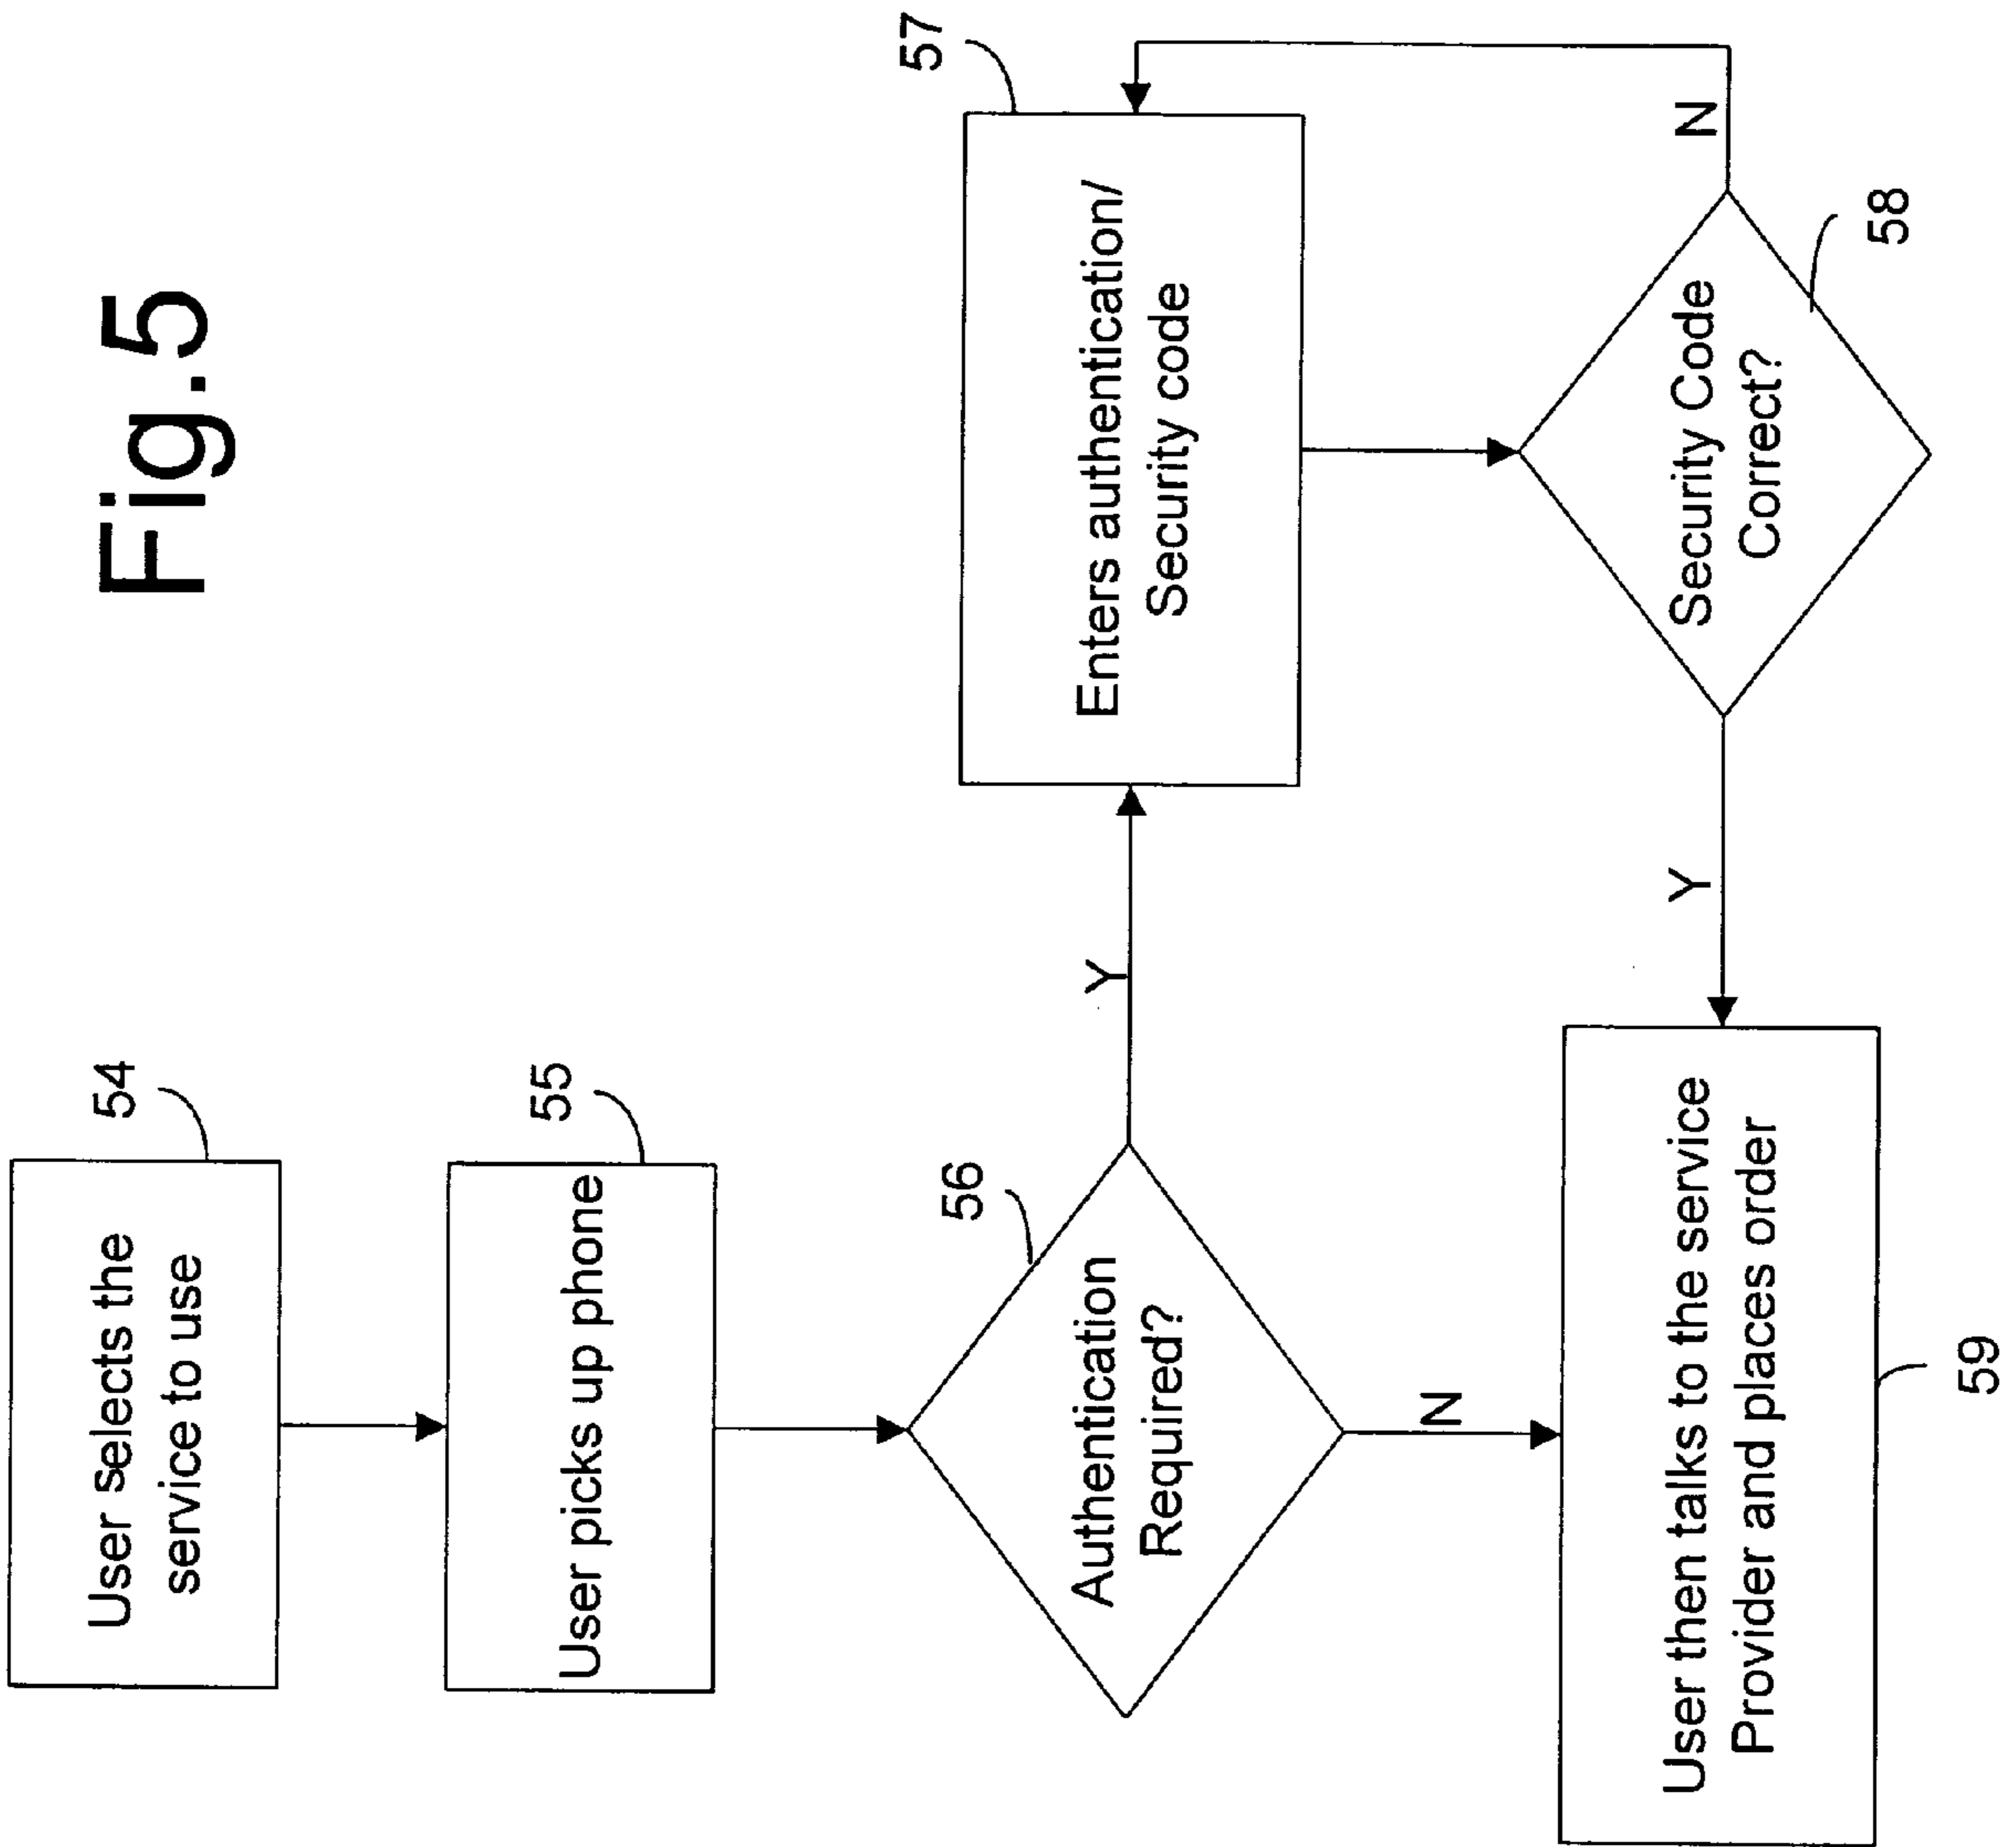 Fig.5
54
User selects the
service to use
55
User picks up phone
56
Authentication
Required?
Y
N
57
Enters authentication/
Security code
58
Security Code
Correct?
N
Y
User then talks to the service
Provider and places order
59